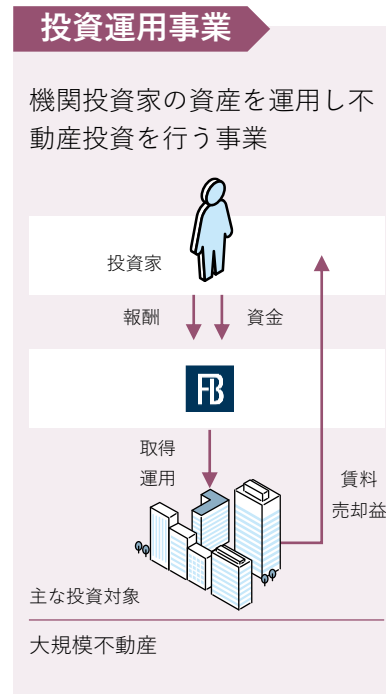 投資運用事業
機関投資家の資産を運用し不
動産投資を行う事業
投資家
報酬
資金
FB
取得
運用
賃料
売却益
主な投資対象
大規模不動産